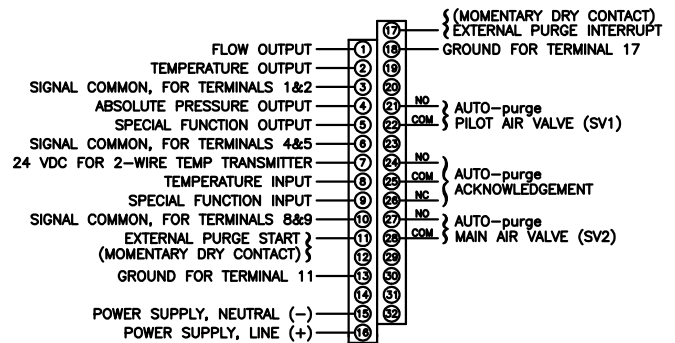 FLOW OUTPUT 1
TEMPERATURE OUTPUT 2
SIGNAL COMMON, FOR TERMINALS 1&2 3
ABSOLUTE PRESSURE OUTPUT 4
SPECIAL FUNCTION OUTPUT 5
SIGNAL COMMON, FOR TERMINALS 4&5 6
24 VDC FOR 2-WIRE TEMP TRANSMITTER 7
TEMPERATURE INPUT 8
SPECIAL FUNCTION INPUT 9
SIGNAL COMMON, FOR TERMINALS 8&9 10
EXTERNAL PURGE START 11
(MOMENTARY DRY CONTACT) 12
GROUND FOR TERMINAL 11 13
14
POWER SUPPLY, NEUTRAL (-) 15
POWER SUPPLY, LINE (+) 16
(MOMENTARY DRY CONTACT)
17 EXTERNAL PURGE INTERRUPT
18 GROUND FOR TERMINAL 17
19
20
21 NO AUTO-purge
22 COM PILOT AIR VALVE (SV1)
23
24 NO
25 COM AUTO-purge
ACKNOWLEDGEMENT
26 NC
27 NO AUTO-purge
28 COM MAIN AIR VALVE (SV2)
29
30
31
32